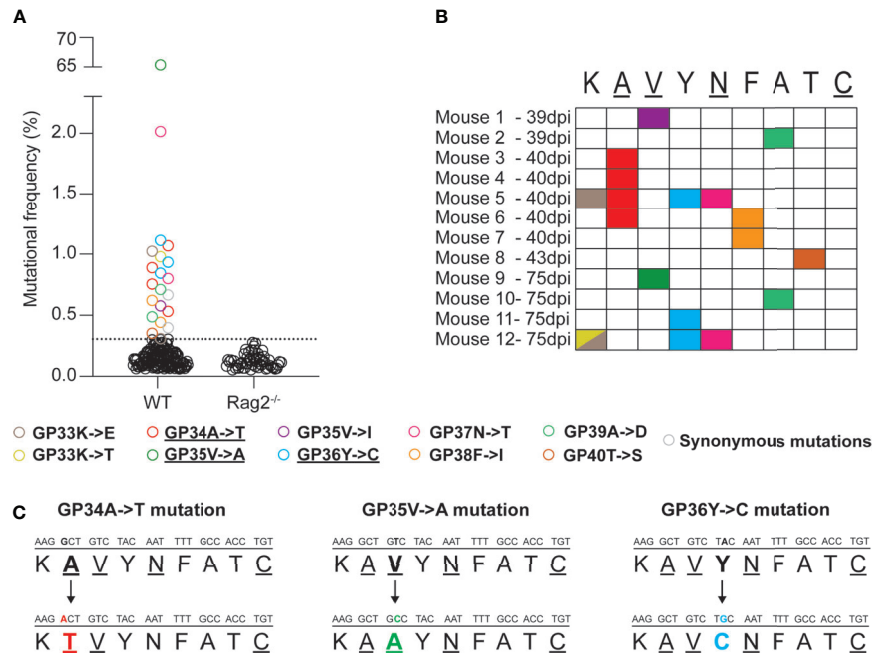 A
B
70
65
2.0
1.5
1.0
0.5
0.0
Mutational frequency (%)
WT Rag2-/-
K A V Y N F A T C
Mouse 1 - 39dpi
Mouse 2 - 39dpi
Mouse 3 - 40dpi
Mouse 4 - 40dpi
Mouse 5 - 40dpi
Mouse 6 - 40dpi
Mouse 7 - 40dpi
Mouse 8 - 43dpi
Mouse 9 - 75dpi
Mouse 10- 75dpi
Mouse 11- 75dpi
Mouse 12- 75dpi
GP33K->E GP34A->T GP35V->I GP37N->T GP39A->D Synonymous mutations
GP33K->T GP35V->A GP36Y->C GP38F->I GP40T->S
C
GP34A->T mutation GP35V->A mutation GP36Y->C mutation
AAG GCT GTC TAC AAT TTT GCC ACC TGT AAG GCT GTC TAC AAT TTT GCC ACC TGT AAG GCT GTC TAC AAT TTT GCC ACC TGT
K A V Y N F A T C K A V Y N F A T C K A V Y N F A T C
AAG ACT GTC TAC AAT TTT GCC ACC TGT AAG GCT GCC TAC AAT TTT GCC ACC TGT AAG GCT GTC TGC AAT TTT GCC ACC TGT
K T V Y N F A T C K A A Y N F A T C K A V C N F A T C